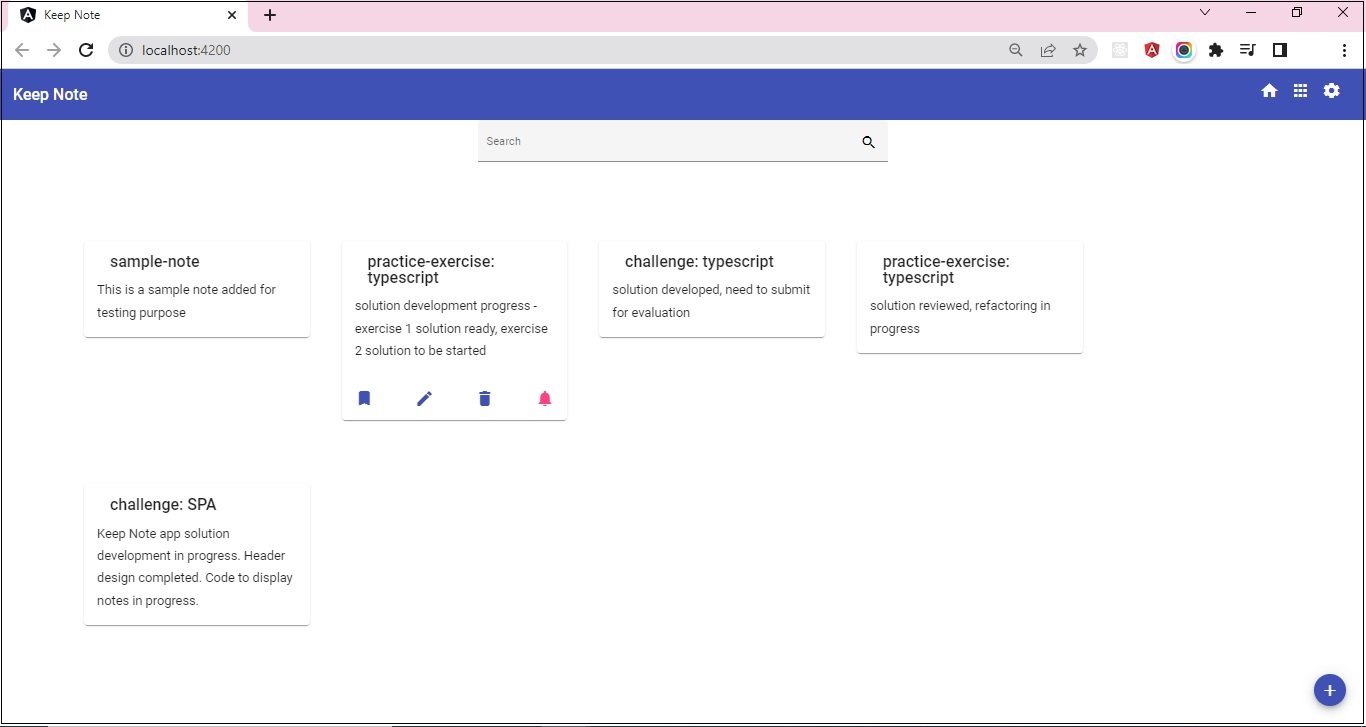 Keep Note
localhost:4200
Keep Note
Search
sample-note
This is a sample note added for
testing purpose
practice-exercise:
typescript
solution development progress -
exercise 1 solution ready, exercise
2 solution to be started
challenge: typescript
solution developed, need to submit
for evaluation
practice-exercise:
typescript
solution reviewed, refactoring in
progress
challenge: SPA
Keep Note app solution
development in progress. Header
design completed. Code to display
notes in progress.